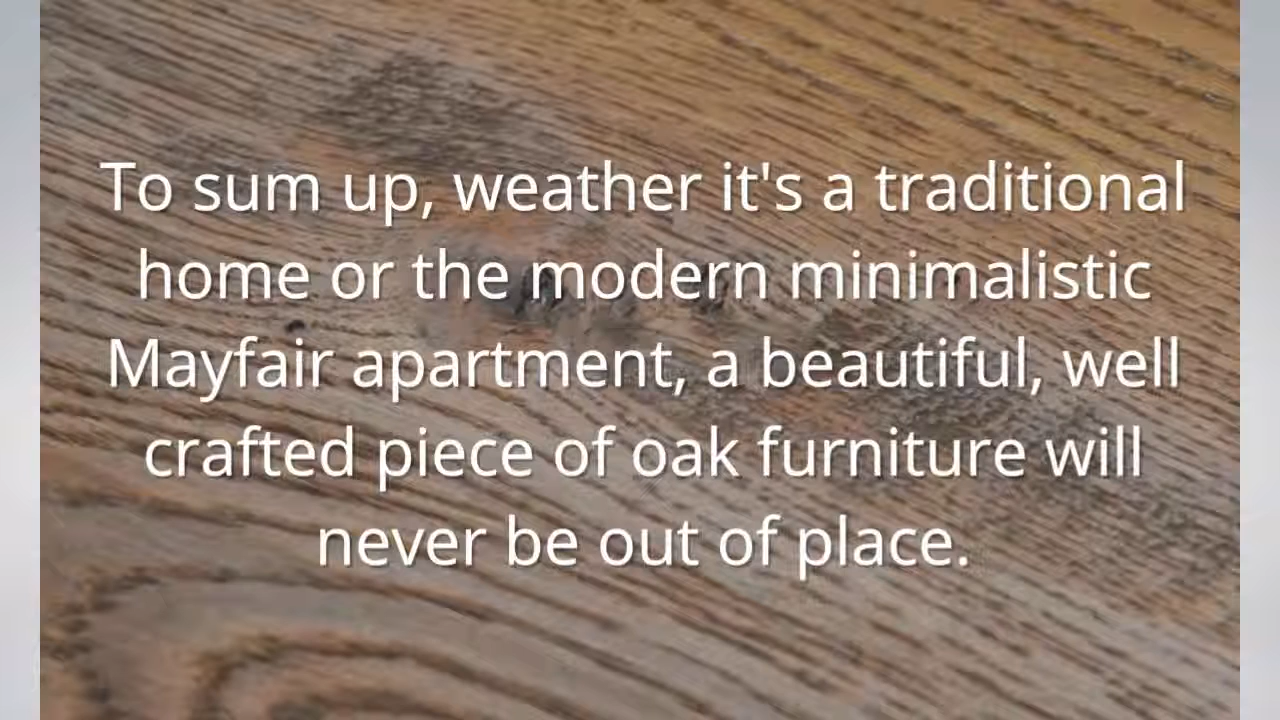 To sum up, weather it's a traditional
home or the modern minimalistic
Mayfair apartment, a beautiful, well
crafted piece of oak furniture will
never be out of place.